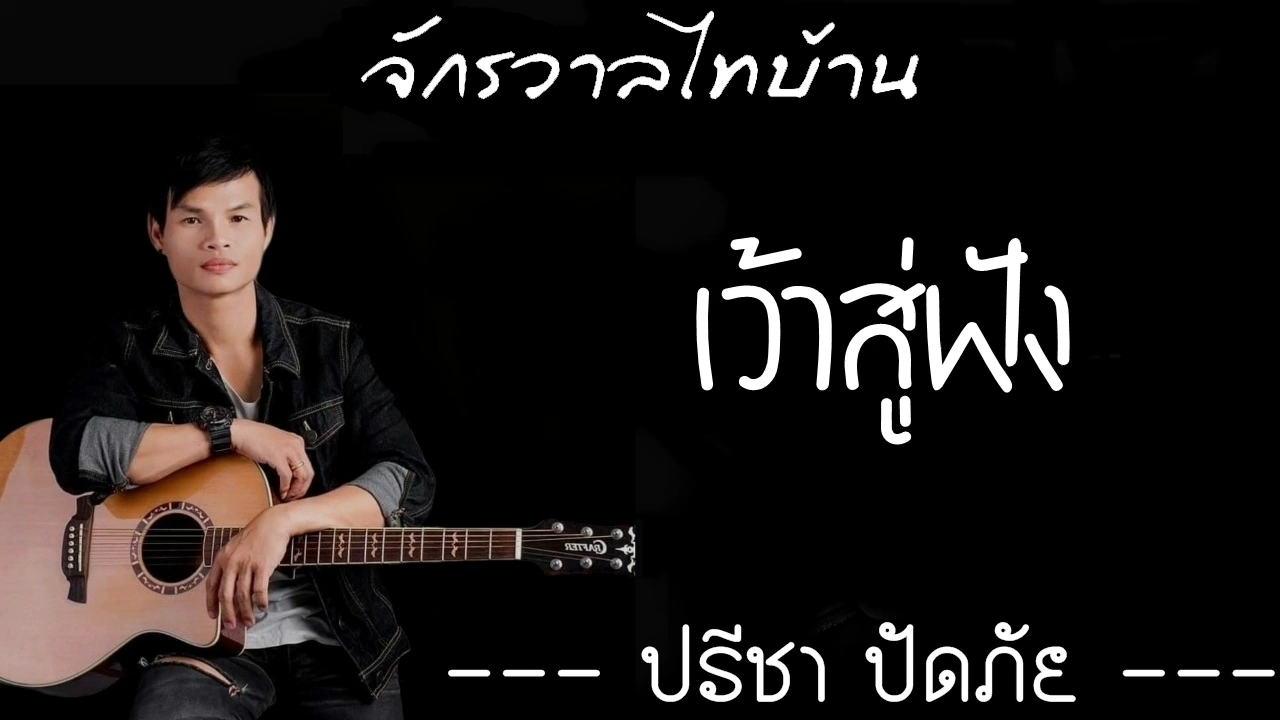 จักรวาลไทบ้าน
เว้าสู่ฟัง
CRAFTER
--- ปรีชา ปัดภัย ---